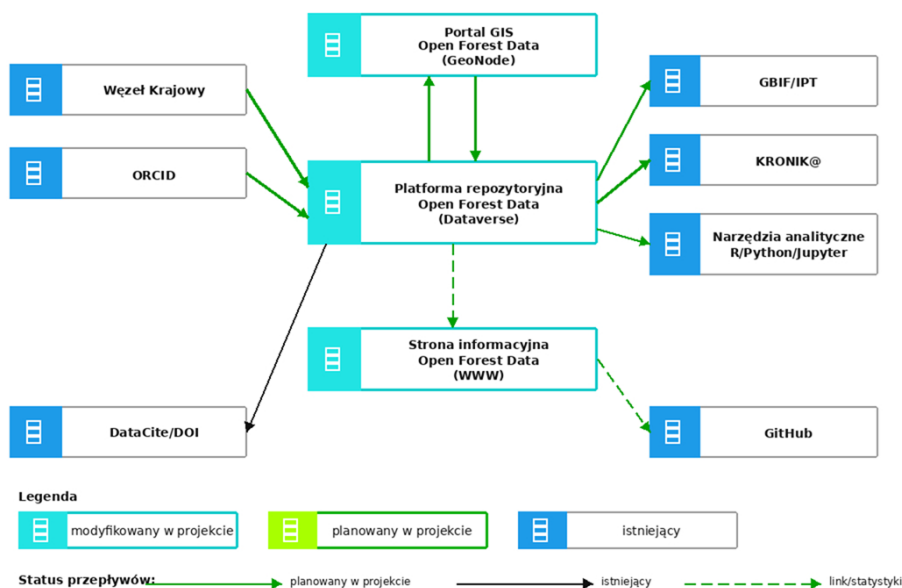 Portal GIS
Open Forest Data
(GeoNode)
Węzeł Krajowy
GBIF/IPT
ORCID
KRONIK@
Platforma repozytoryjna
Open Forest Data
(Dataverse)
Narzędzia analityczne
R/Python/Jupyter
Strona informacyjna
Open Forest Data
(WWW)
DataCite/DOI
GitHub
Legenda
modyfikowany w projekcie
planowany w projekcie
istniejący
Status przepływów:
planowany w projekcie
istniejący
link/statystyki